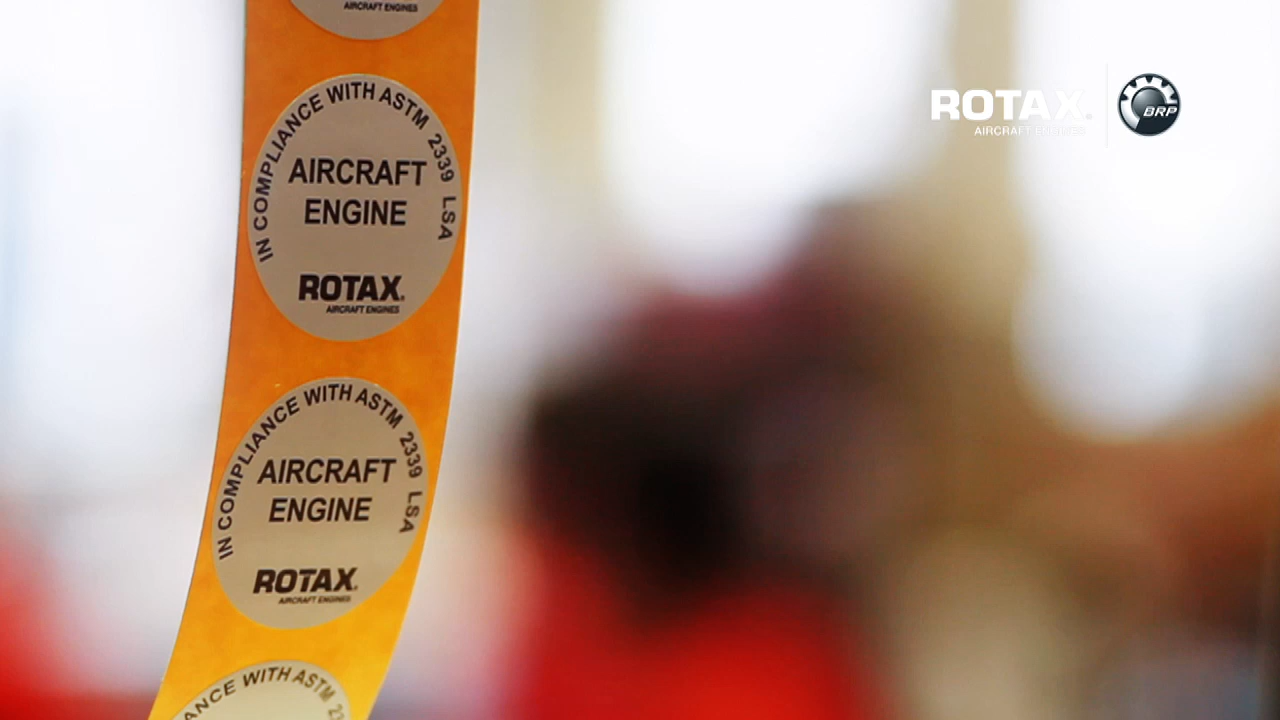 AIRCRAFT ENGINES
IN COMPLIANCE WITH ASTM 2339 LSA
AIRCRAFT
ENGINE
ROTAX
AIRCRAFT ENGINES
IN COMPLIANCE WITH ASTM 2339 LSA
AIRCRAFT
ENGINE
ROTAX
AIRCRAFT ENGINES
WITH ASTM
ROTAX
AIRCRAFT ENGINES
BRP